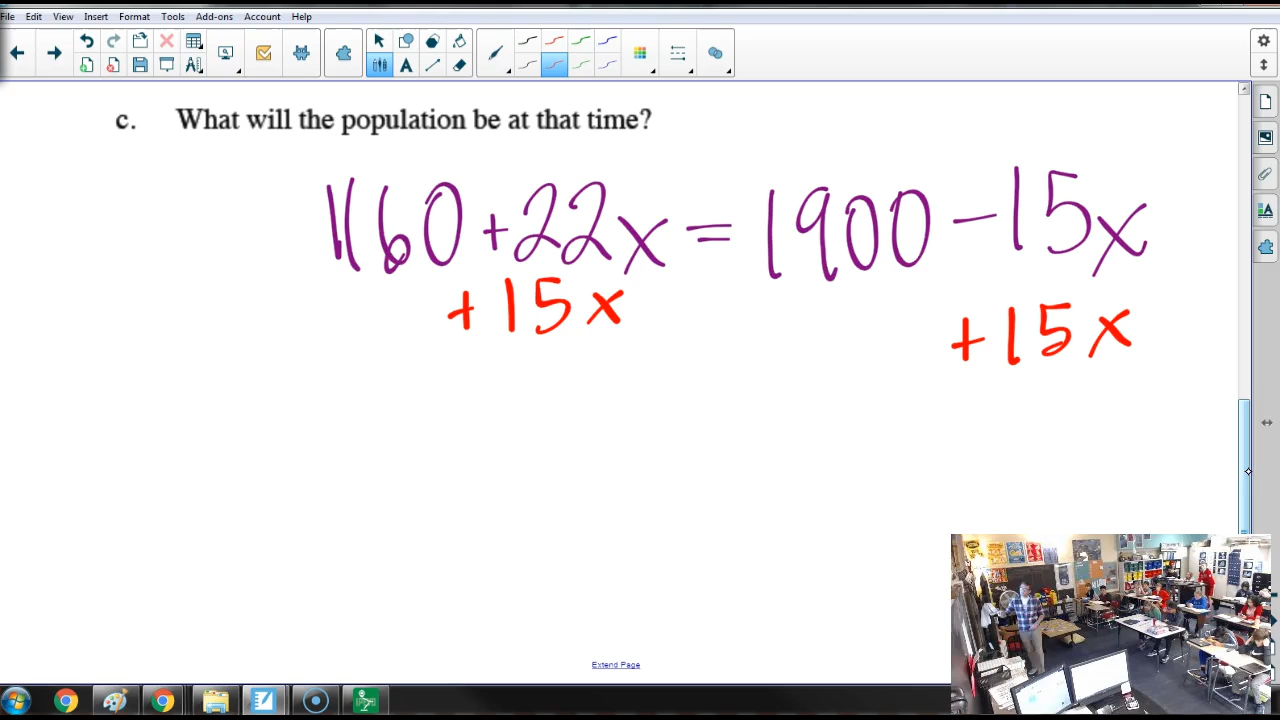 File Edit View Insert Format Tools Add-ons Account Help
c. What will the population be at that time?
1160+22x=1900-15x
+15x +15x
Extend Page